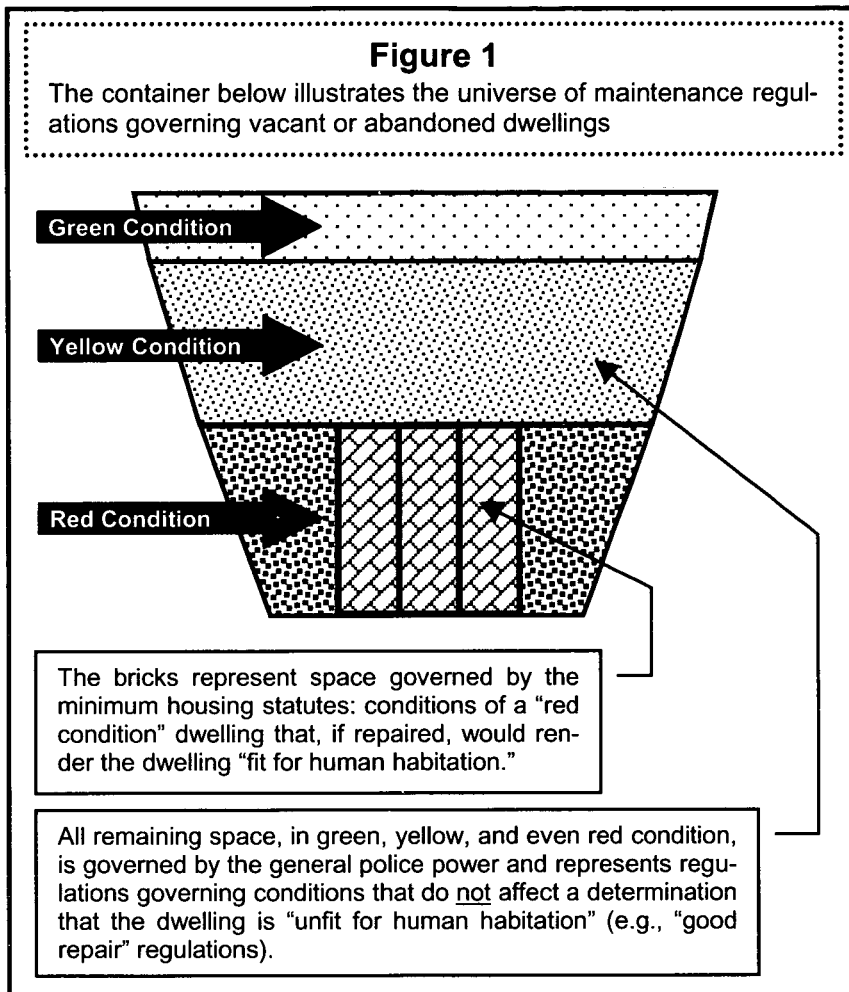 Figure 1
The container below illustrates the universe of maintenance regul-
ations governing vacant or abandoned dwellings
Green Condition
Yellow Condition
Red Condition
The bricks represent space governed by the
minimum housing statutes: conditions of a “red
condition” dwelling that, if repaired, would ren-
der the dwelling “fit for human habitation.”
All remaining space, in green, yellow, and even red condition,
is governed by the general police power and represents regu-
lations governing conditions that do not affect a determination
that the dwelling is “unfit for human habitation” (e.g., “good
repair” regulations).